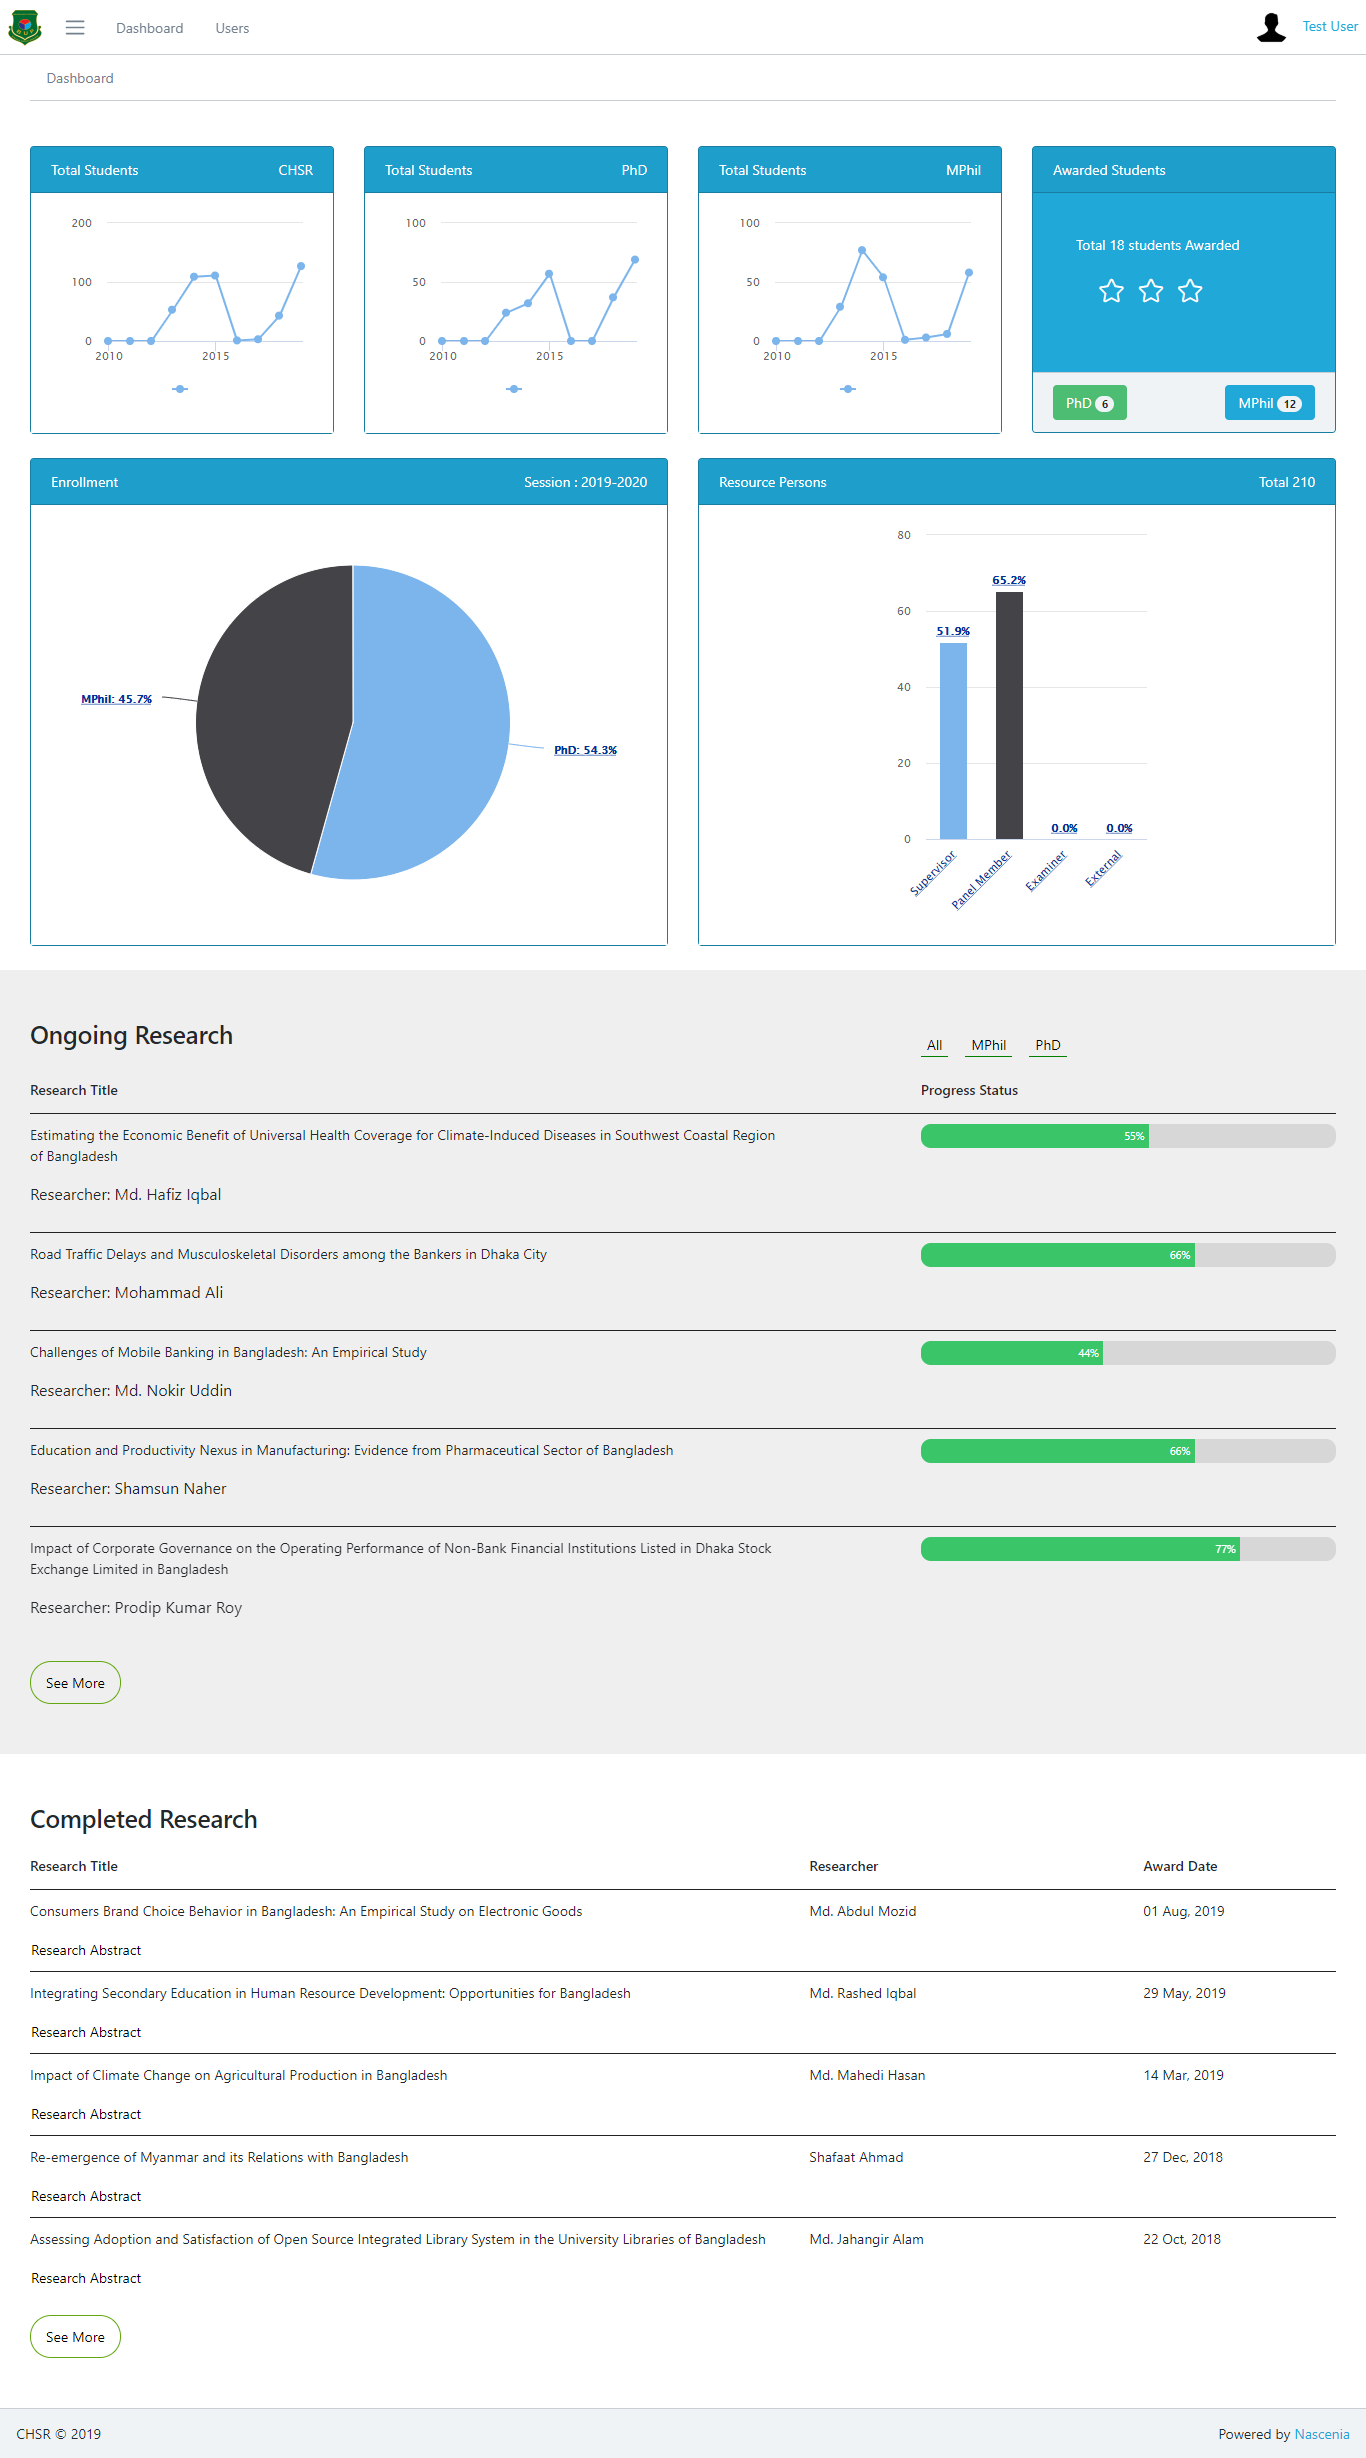 Dashboard Users Test User
Dashboard
Total Students CHSR
200
100
0
2010 2015
Total Students PhD
100
50
0
2010 2015
Total Students MPhil
100
50
0
2010 2015
Awarded Students
Total 18 students Awarded
PhD 6 MPhil 12
Enrollment Session : 2019-2020
MPhil: 45.7%
PhD: 54.3%
Resource Persons Total 210
80
60
40
20
0
65.2%
51.9%
0.0% 0.0%
Supervisor
Panel Member
Examiner
External
Ongoing Research
All MPhil PhD
Research Title Progress Status
Estimating the Economic Benefit of Universal Health Coverage for Climate-Induced Diseases in Southwest Coastal Region 55%
of Bangladesh
Researcher: Md. Hafiz Iqbal
Road Traffic Delays and Musculoskeletal Disorders among the Bankers in Dhaka City 66%
Researcher: Mohammad Ali
Challenges of Mobile Banking in Bangladesh: An Empirical Study 44%
Researcher: Md. Nokir Uddin
Education and Productivity Nexus in Manufacturing: Evidence from Pharmaceutical Sector of Bangladesh 66%
Researcher: Shamsun Naher
Impact of Corporate Governance on the Operating Performance of Non-Bank Financial Institutions Listed in Dhaka Stock 77%
Exchange Limited in Bangladesh
Researcher: Prodip Kumar Roy
See More
Completed Research
Research Title Researcher Award Date
Consumers Brand Choice Behavior in Bangladesh: An Empirical Study on Electronic Goods Md. Abdul Mozid 01 Aug, 2019
Research Abstract
Integrating Secondary Education in Human Resource Development: Opportunities for Bangladesh Md. Rashed Iqbal 29 May, 2019
Research Abstract
Impact of Climate Change on Agricultural Production in Bangladesh Md. Mahedi Hasan 14 Mar, 2019
Research Abstract
Re-emergence of Myanmar and its Relations with Bangladesh Shafaat Ahmad 27 Dec, 2018
Research Abstract
Assessing Adoption and Satisfaction of Open Source Integrated Library System in the University Libraries of Bangladesh Md. Jahangir Alam 22 Oct, 2018
Research Abstract
See More
CHSR © 2019 Powered by Nascenia